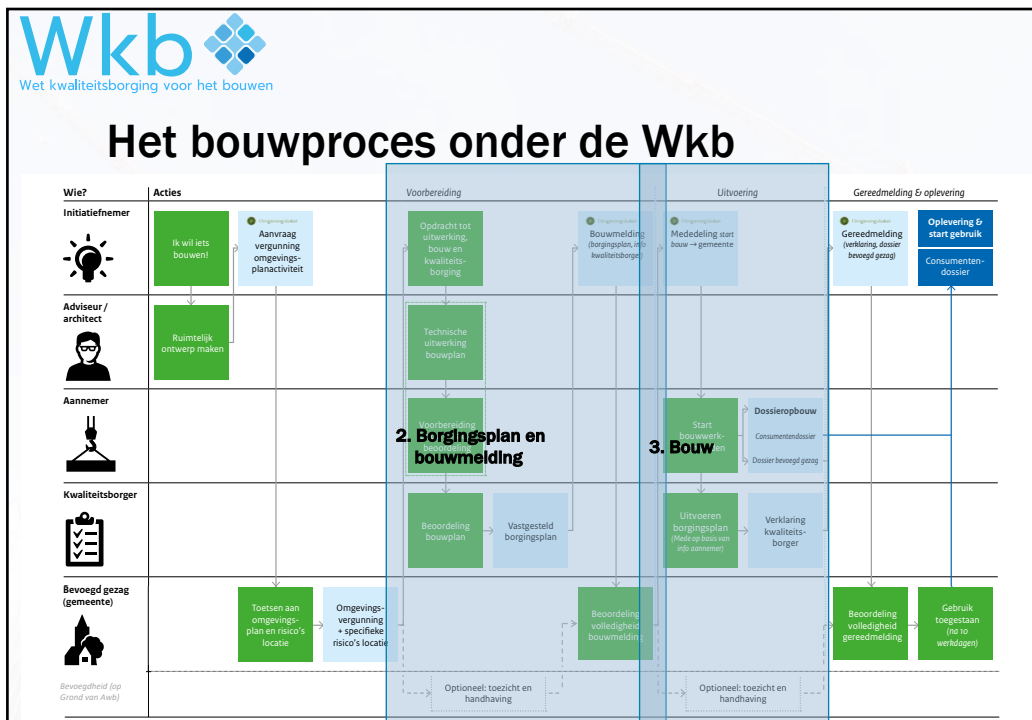 Wkb
Wet kwaliteitsborging voor het bouwen
Het bouwproces onder de Wkb
Wie?
Acties
Voorbereiding
Uitvoering
Gereedmelding & oplevering
Initiatiefnemer
Ik wil iets
bouwen!
Omgevingsloket
Aanvraag
vergunning
omgevings-
planactiviteit
Opdracht tot
uitwerking,
bouw en
kwaliteits-
borging
Omgevingsloket
Bouwmelding
(borgingsplan, info
kwaliteitsborger)
Omgevingsloket
Mededeling start
bouw → gemeente
Omgevingsloket
Gereedmelding
(verklaring, dossier
bevoegd gezag)
Oplevering &
start gebruik
Consumenten-
dossier
Adviseur /
architect
Ruimtelijk
ontwerp maken
Technische
uitwerking
bouwplan
Aannemer
Voorbereiding
beoordeling
2. Borgingsplan en
bouwmelding
Start
bouwwerk-
den
3. Bouw
Dossieropbouw
Consumentendossier
Dossier bevoegd gezag
Kwaliteitsborger
Beoordeling
bouwplan
Vastgesteld
borgingsplan
Uitvoeren
borgingsplan
(Mede op basis van
info aannemer)
Verklaring
kwaliteits-
borger
Bevoegd gezag
(gemeente)
Toetsen aan
omgevings-
plan en risico's
locatie
Omgevings-
vergunning
+ specifieke
risico's locatie
Beoordeling
volledigheid
bouwmelding
Beoordeling
volledigheid
gereedmelding
Gebruik
toegestaan
(na 10
werkdagen)
Bevoegdheid (op
Grond van Awb)
Optioneel: toezicht en
handhaving
Optioneel: toezicht en
handhaving